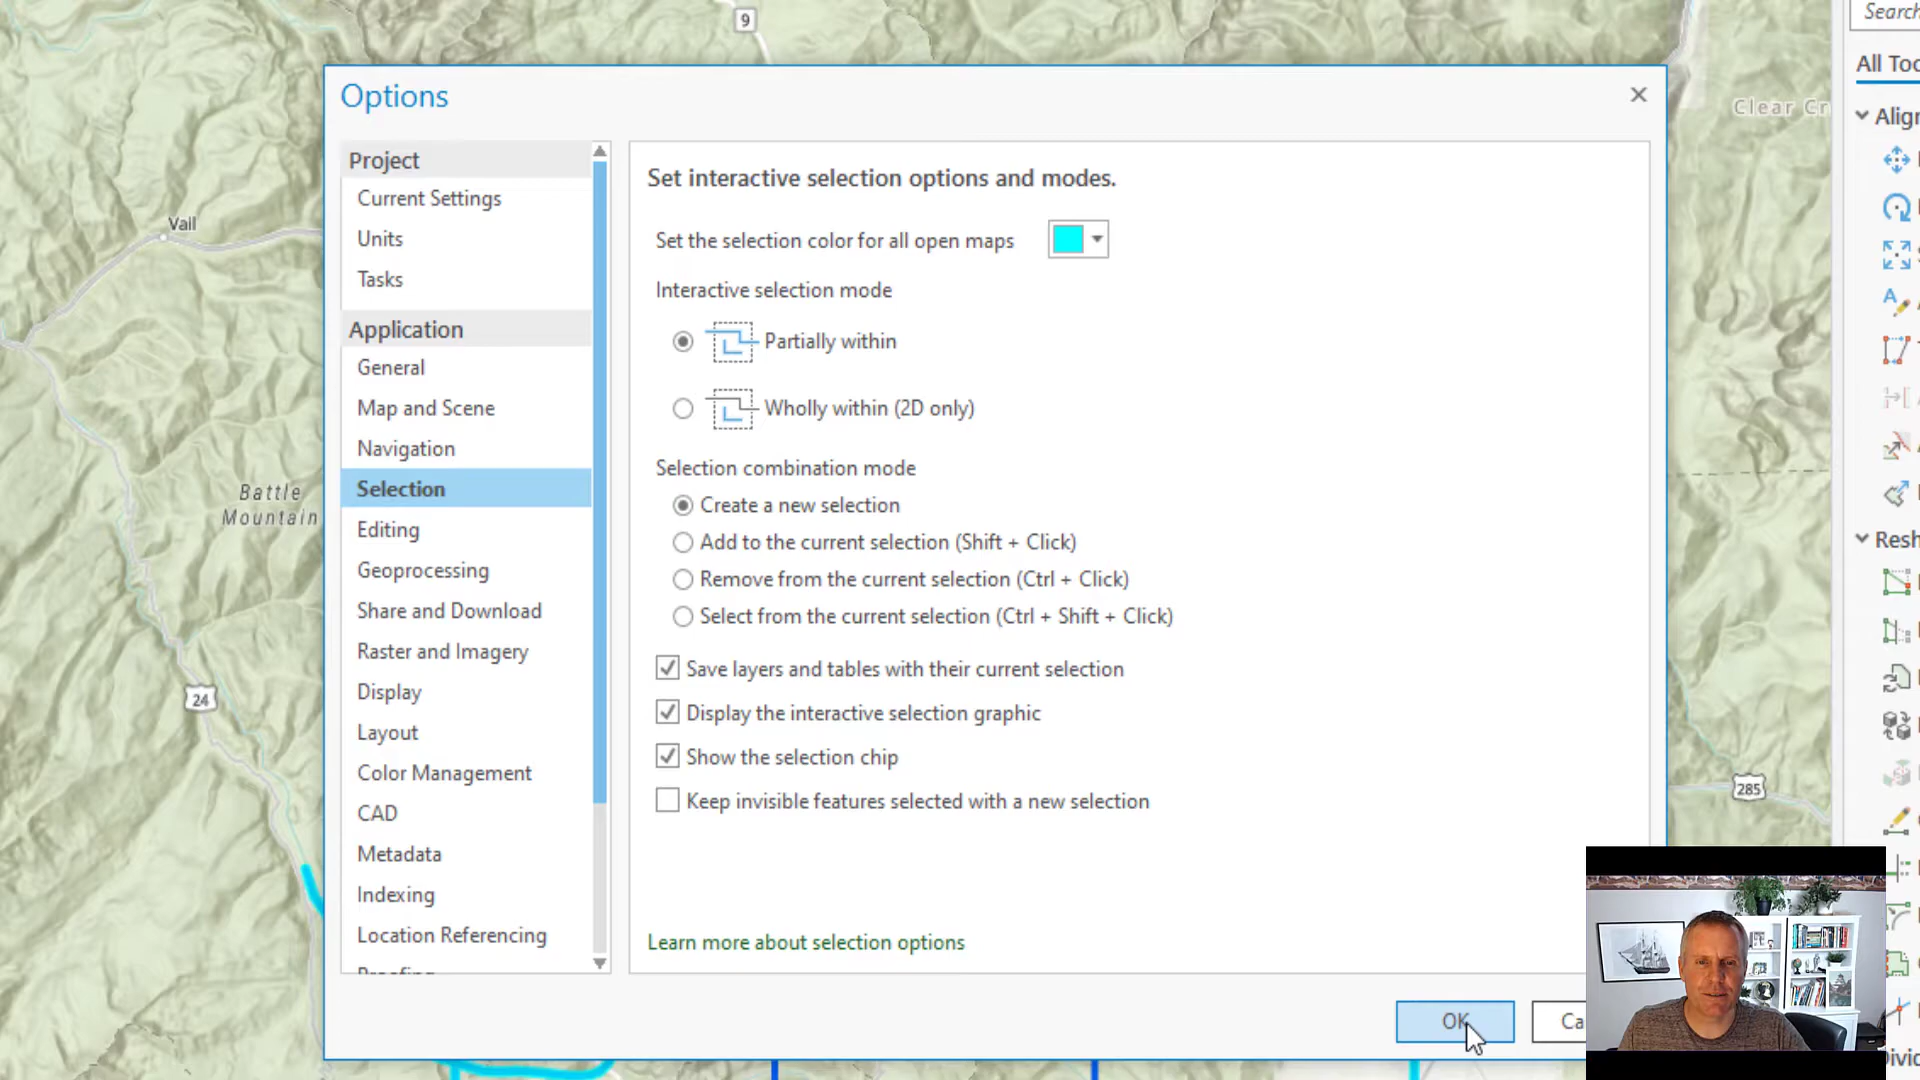 9
Search
Options
All Too
Clear Cr
Align
Project
Current Settings
Units
Tasks
Application
General
Map and Scene
Navigation
Selection
Editing
Geoprocessing
Share and Download
Raster and Imagery
Display
Layout
Color Management
CAD
Metadata
Indexing
Location Referencing
Set interactive selection options and modes.
Set the selection color for all open maps
Interactive selection mode
Partially within
Wholly within (2D only)
Selection combination mode
Create a new selection
Add to the current selection (Shift + Click)
Remove from the current selection (Ctrl + Click)
Select from the current selection (Ctrl + Shift + Click)
Save layers and tables with their current selection
Display the interactive selection graphic
Show the selection chip
Keep invisible features selected with a new selection
Learn more about selection options
OK
Ca
Vail
Battle
Mountain
24
285
Resh